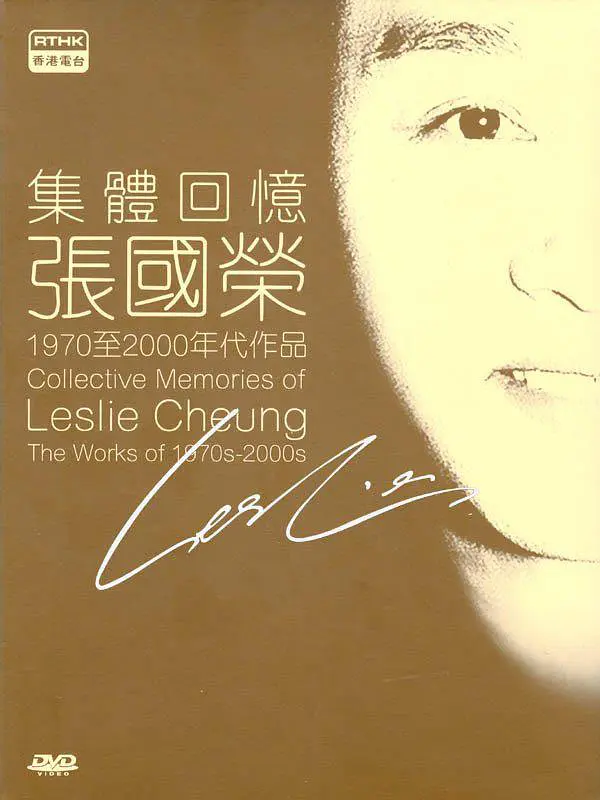 RTHK
香港電台
集體回憶
張國榮
1970至2000年代作品
Collective Memories of
Leslie Cheung
The Works of 1970s-2000s
Leslie
DVD
VIDEO